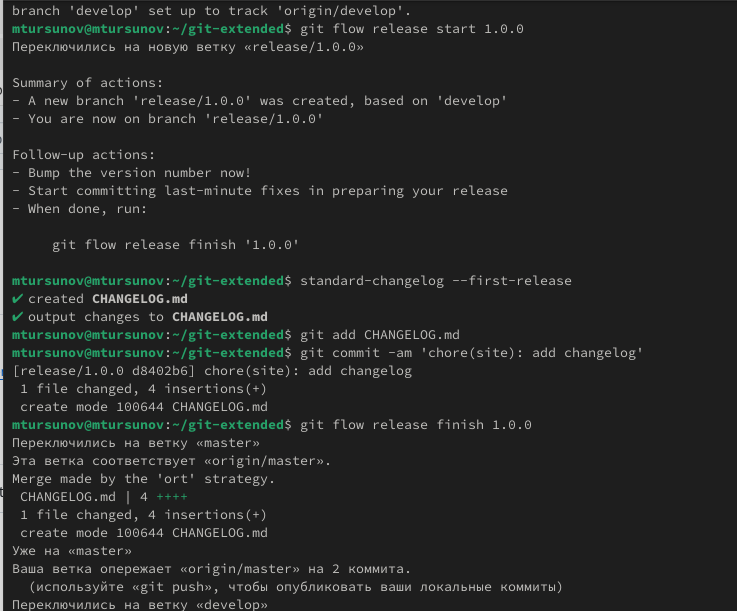 branch 'develop' set up to track 'origin/develop'.
mtursunov@mtursunov:~/git-extended$ git flow release start 1.0.0
Переключились на новую ветку «release/1.0.0»
Summary of actions:
- A new branch 'release/1.0.0' was created, based on 'develop'
- You are now on branch 'release/1.0.0'
Follow-up actions:
- Bump the version number now!
- Start committing last-minute fixes in preparing your release
- When done, run:
git flow release finish '1.0.0'
mtursunov@mtursunov:~/git-extended$ standard-changelog --first-release
✔ created CHANGELOG.md
✔ output changes to CHANGELOG.md
mtursunov@mtursunov:~/git-extended$ git add CHANGELOG.md
mtursunov@mtursunov:~/git-extended$ git commit -am 'chore(site): add changelog'
[release/1.0.0 d8402b6] chore(site): add changelog
1 file changed, 4 insertions(+)
create mode 100644 CHANGELOG.md
mtursunov@mtursunov:~/git-extended$ git flow release finish 1.0.0
Переключились на ветку «master»
Эта ветка соответствует «origin/master».
Merge made by the 'ort' strategy.
CHANGELOG.md | 4 ++++
1 file changed, 4 insertions(+)
create mode 100644 CHANGELOG.md
Уже на «master»
Ваша ветка опережает «origin/master» на 2 коммита.
(используйте «git push», чтобы опубликовать ваши локальные коммиты)
Переключились на ветку «develop»